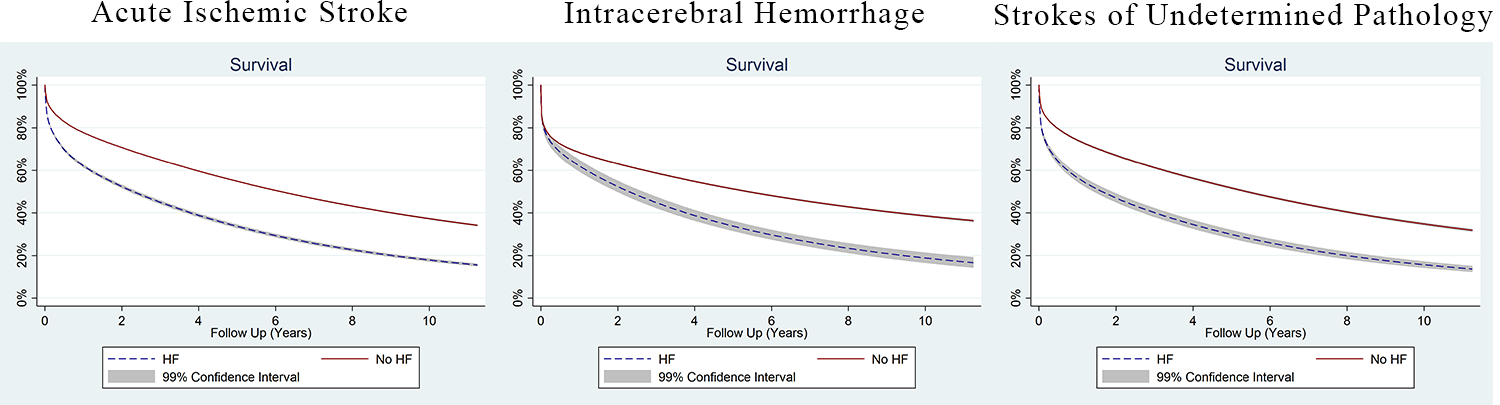 Acute Ischemic Stroke
Survival
100%
80%
60%
40%
20%
0%
0 2 4 6 8 10
Follow Up (Years)
HF No HF
99% Confidence Interval
Intracerebral Hemorrhage
Survival
100%
80%
60%
40%
20%
0%
0 2 4 6 8 10
Follow Up (Years)
HF No HF
99% Confidence Interval
Strokes of Undetermined Pathology
Survival
100%
80%
60%
40%
20%
0%
0 2 4 6 8 10
Follow Up (Years)
HF No HF
99% Confidence Interval